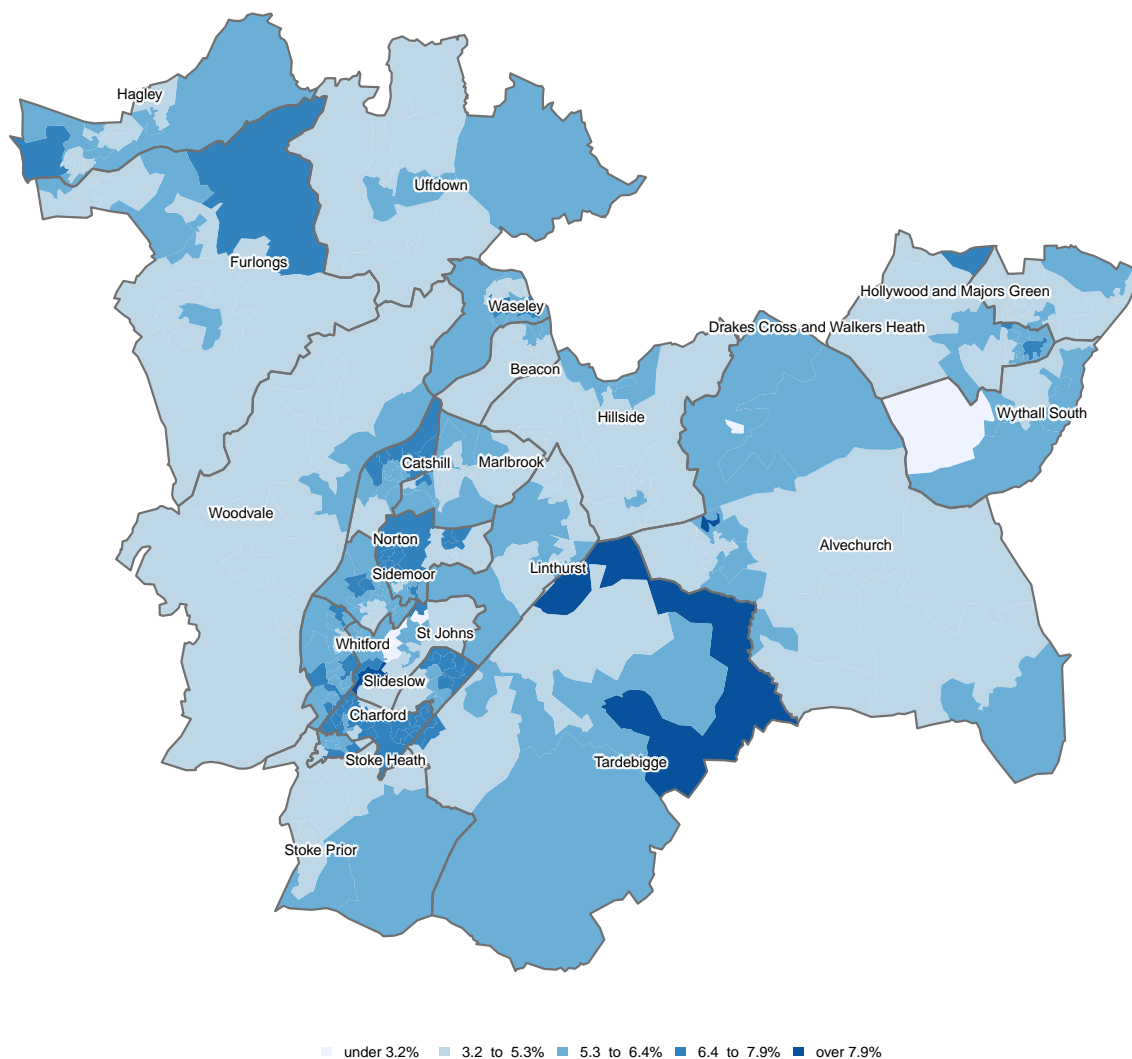 Hagley
Uffdown
Furlongs
Hollywood and Majors Green
Waseley
Drakes Cross and Walkers Heath
Beacon
Wythall South
Hillside
Catshill
Marlbrook
Woodvale
Norton
Alvechurch
Linthurst
Sidemoor
St Johns
Whitford
Slideslow
Charford
Stoke Heath
Tardebigge
Stoke Prior
under 3.2% 3.2 to 5.3% 5.3 to 6.4% 6.4 to 7.9% over 7.9%